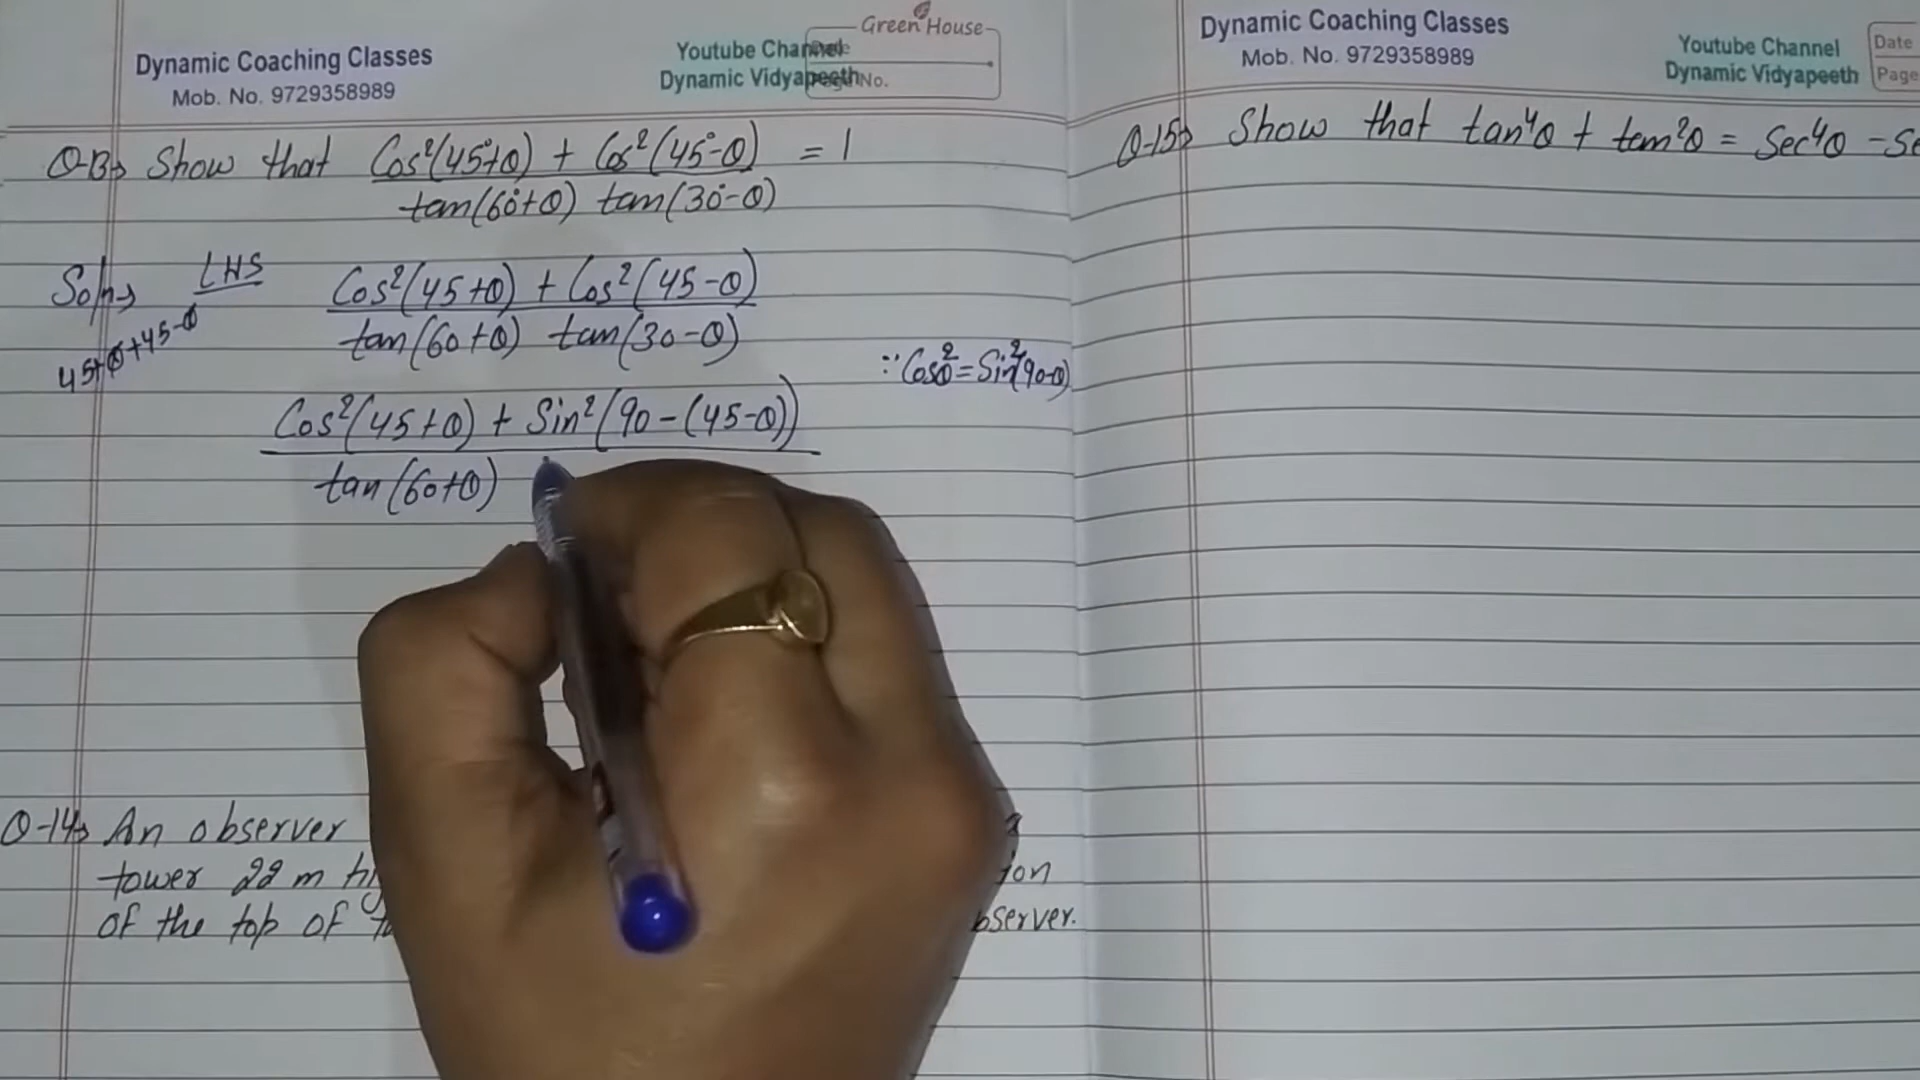 Dynamic Coaching Classes
Mob. No. 9729358989
Youtube Channel
Dynamic Vidyapeeth
Green House
No.
Q-13→ Show that Cos²(45°+θ) + Cos²(45°-θ) = 1
tan(60°+θ) tan(30°-θ)
Soln→ LHS Cos²(45+θ) + Cos²(45-θ)
tan(60+θ) tan(30-θ)
45+θ+45-θ
∵ Cos²θ = Sin²(90-θ)
Cos²(45+θ) + Sin²(90-(45-θ))
tan(60+θ)
Q-14→ An observer
tower 22 m
of the top of
observer.
Dynamic Coaching Classes
Mob. No. 9729358989
Youtube Channel
Dynamic Vidyapeeth
Date
Page
Q-15→ Show that tan⁴θ + tan²θ = Sec⁴θ -